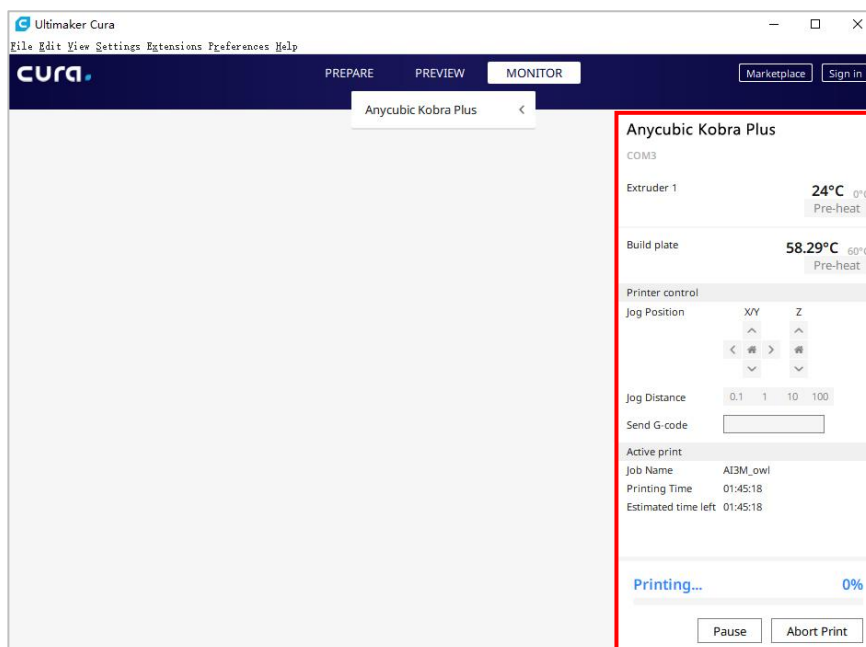 Ultimaker Cura
File Edit View Settings Extensions Preferences Help
cura. PREPARE PREVIEW MONITOR Marketplace Sign in
Anycubic Kobra Plus
Anycubic Kobra Plus
COM3
Extruder 1 24°C 0°C
Pre-heat
Build plate 58.29°C 60°C
Pre-heat
Printer control
Jog Position X/Y Z
Jog Distance 0.1 1 10 100
Send G-code
Active print
Job Name AI3M_owl
Printing Time 01:45:18
Estimated time left 01:45:18
Printing... 0%
Pause Abort Print